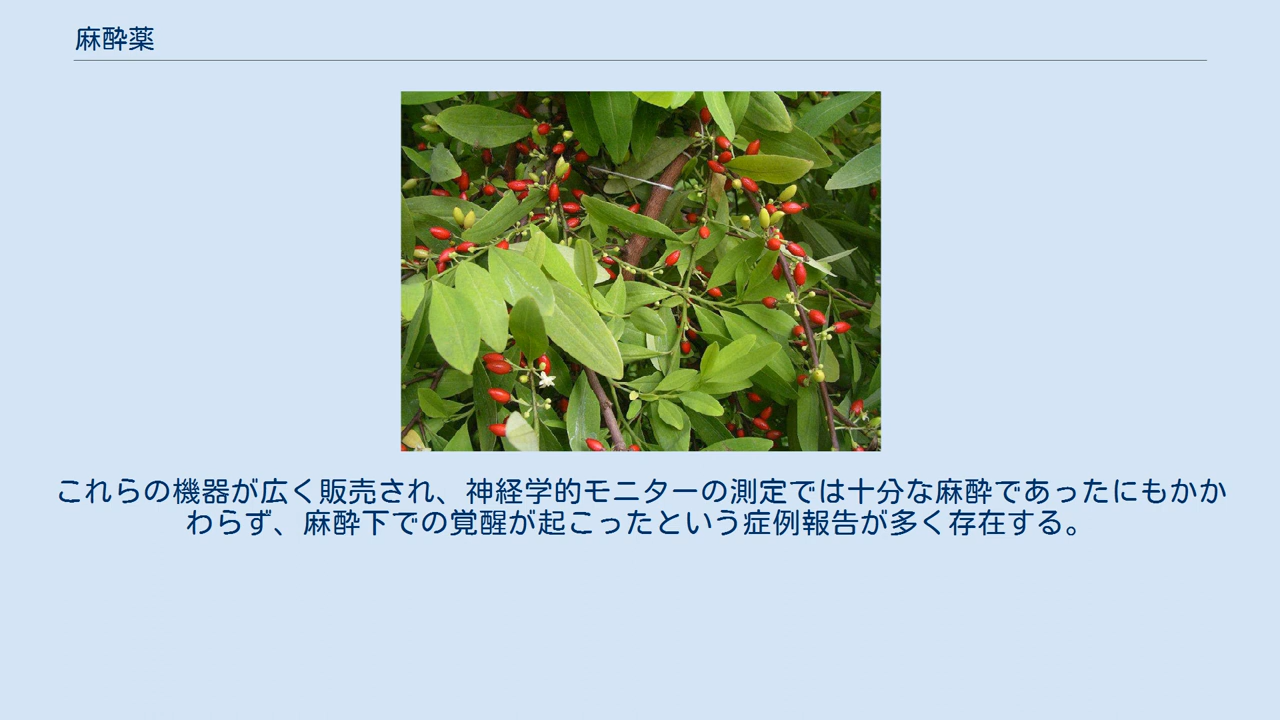 麻酔薬
これらの機器が広く販売され、神経学的モニターの測定では十分な麻酔であったにもかか
わらず、麻酔下での覚醒が起こったという症例報告が多く存在する。